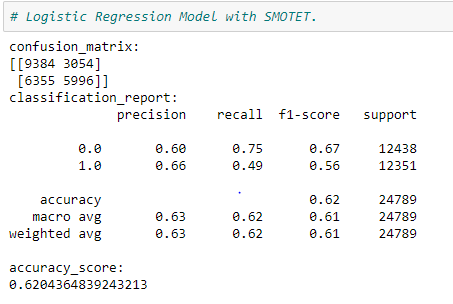 # Logistic Regression Model with SMOTET.
confusion_matrix:
[[9384 3054]
 [6355 5996]]
classification_report:
              precision    recall  f1-score   support

         0.0       0.60      0.75      0.67     12438
         1.0       0.66      0.49      0.56     12351

    accuracy                           0.62     24789
   macro avg       0.63      0.62      0.61     24789
weighted avg       0.63      0.62      0.61     24789

accuracy_score:
0.6204364839243213